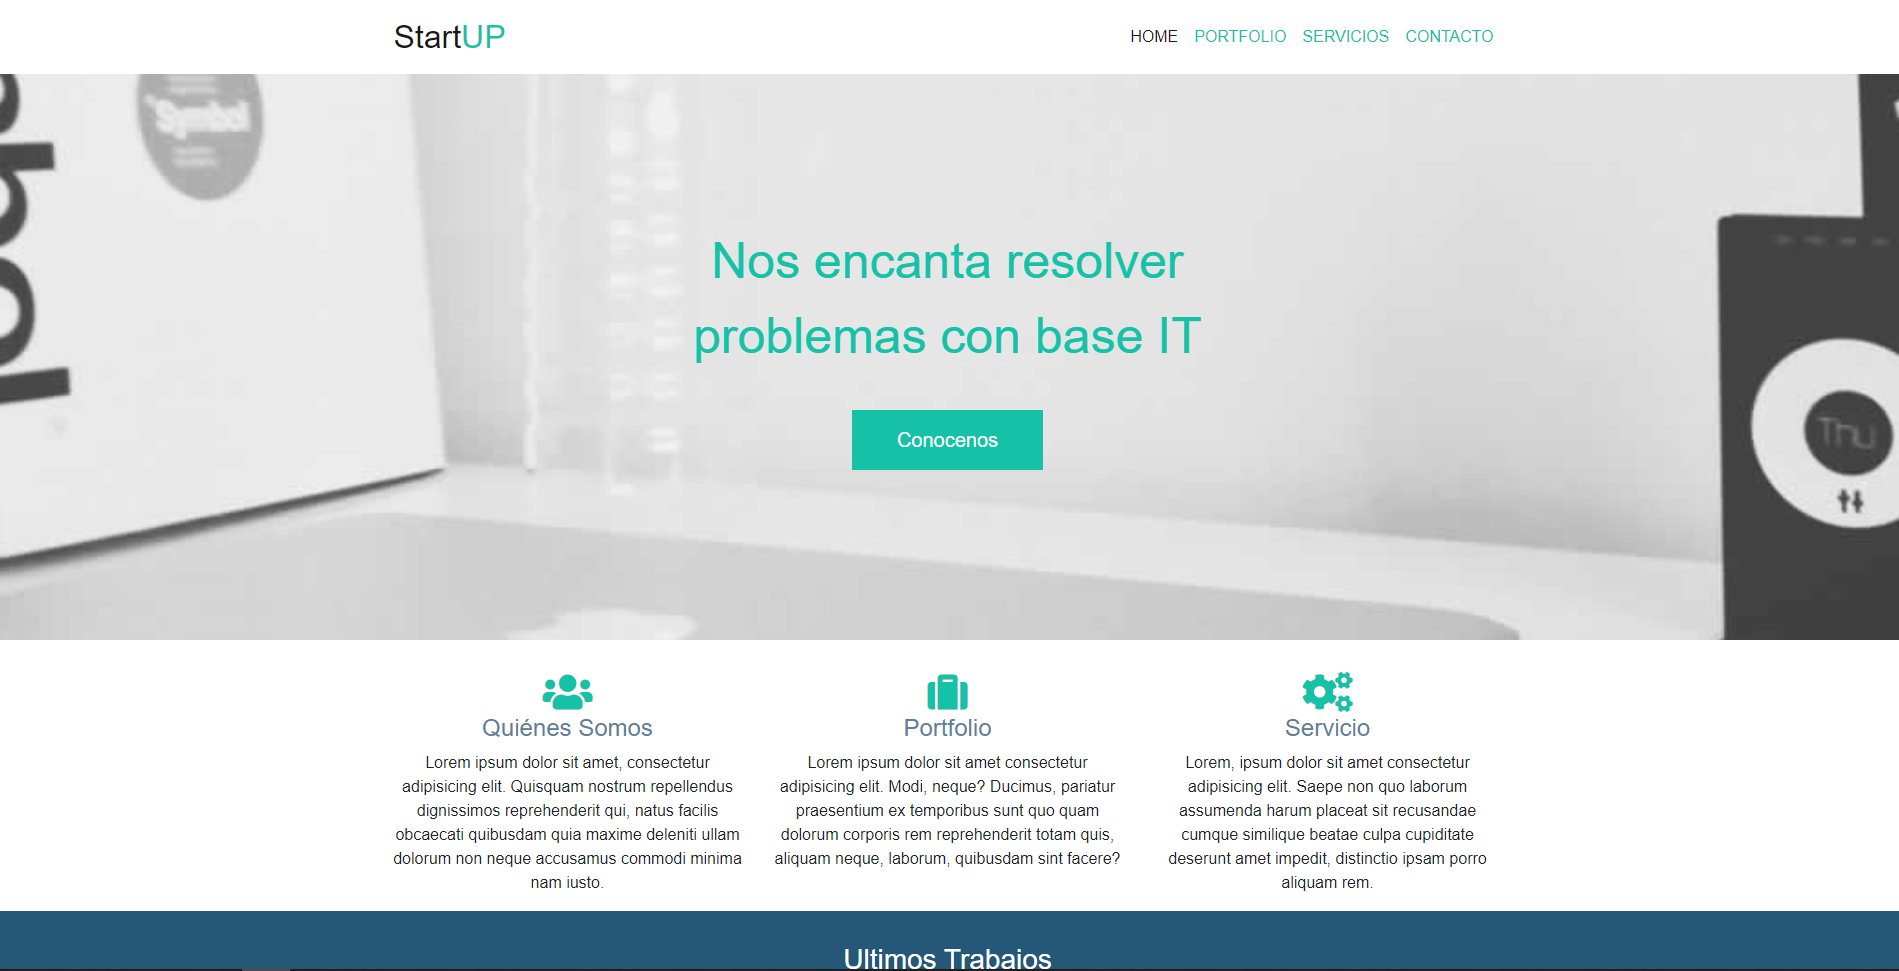 StartUP
HOME PORTFOLIO SERVICIOS CONTACTO
Symbol
Nos encanta resolver
problemas con base IT
Conocenos
Thu
Quiénes Somos
Lorem ipsum dolor sit amet, consectetur
adipisicing elit. Quisquam nostrum repellendus
dignissimos reprehenderit qui, natus facilis
obcaecati quibusdam quia maxime deleniti ullam
dolorum non neque accusamus commodi minima
nam iusto.
Portfolio
Lorem ipsum dolor sit amet consectetur
adipisicing elit. Modi, neque? Ducimus, pariatur
praesentium ex temporibus sunt quo quam
dolorum corporis rem reprehenderit totam quis,
aliquam neque, laborum, quibusdam sint facere?
Servicio
Lorem, ipsum dolor sit amet consectetur
adipisicing elit. Saepe non quo laborum
assumenda harum placeat sit recusandae
cumque similique beatae culpa cupiditate
deserunt amet impedit, distinctio ipsam porro
aliquam rem.
Ultimos Trabajos